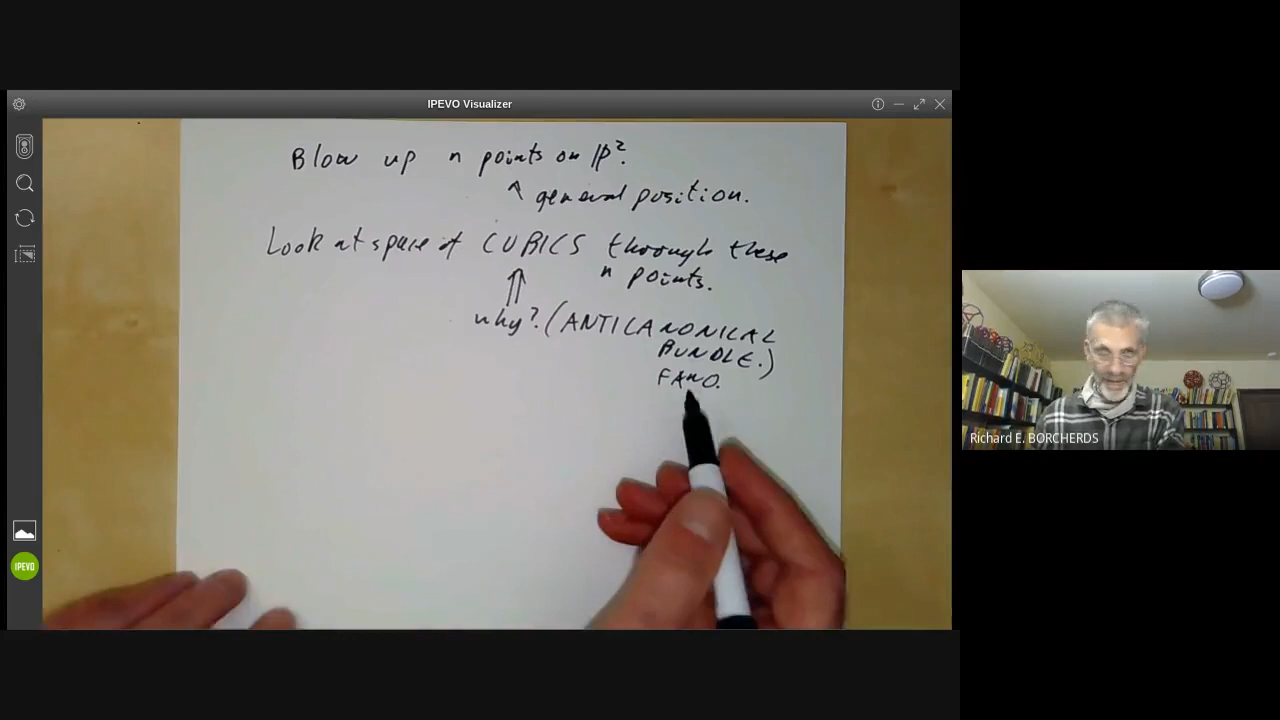 IPEVO Visualizer
Blow up n points on P².
^ general position.
Look at space of CUBICS through these
n points.
why? (ANTICANONICAL
BUNDLE.)
FANO.
Richard E. BORCHERDS
IPEVO